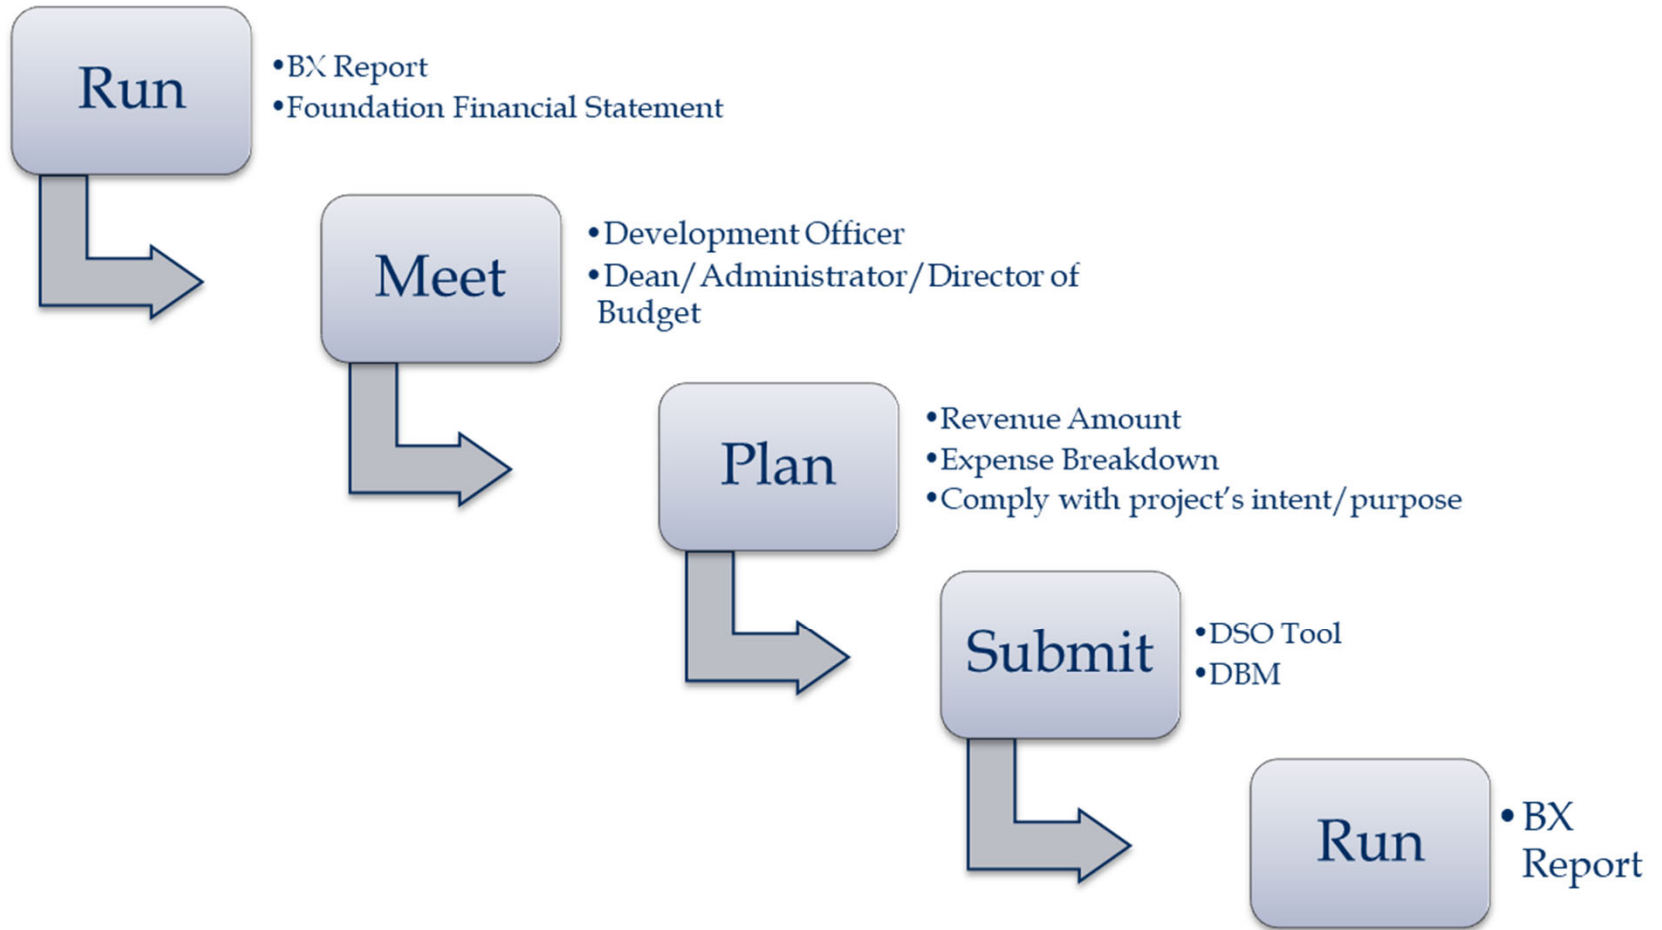 Run
•BX Report
•Foundation Financial Statement
Meet
•Development Officer
•Dean/Administrator/Director of
Budget
Plan
•Revenue Amount
•Expense Breakdown
•Comply with project’s intent/purpose
Submit
•DSO Tool
•DBM
Run
•BX
Report